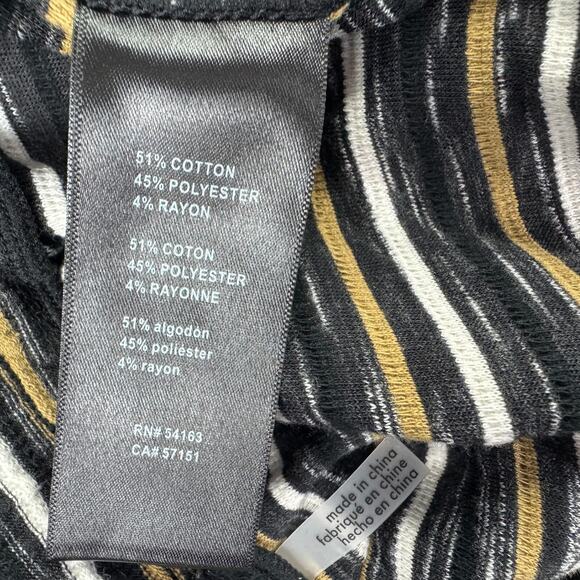 51% COTTON
45% POLYESTER
4% RAYON
51% COTON
45% POLYESTER
4% RAYONNE
51% algodón
45% poliéster
4% rayon
RN# 54163
CA# 57151
made in china
fabriqué en chine
hecho en china